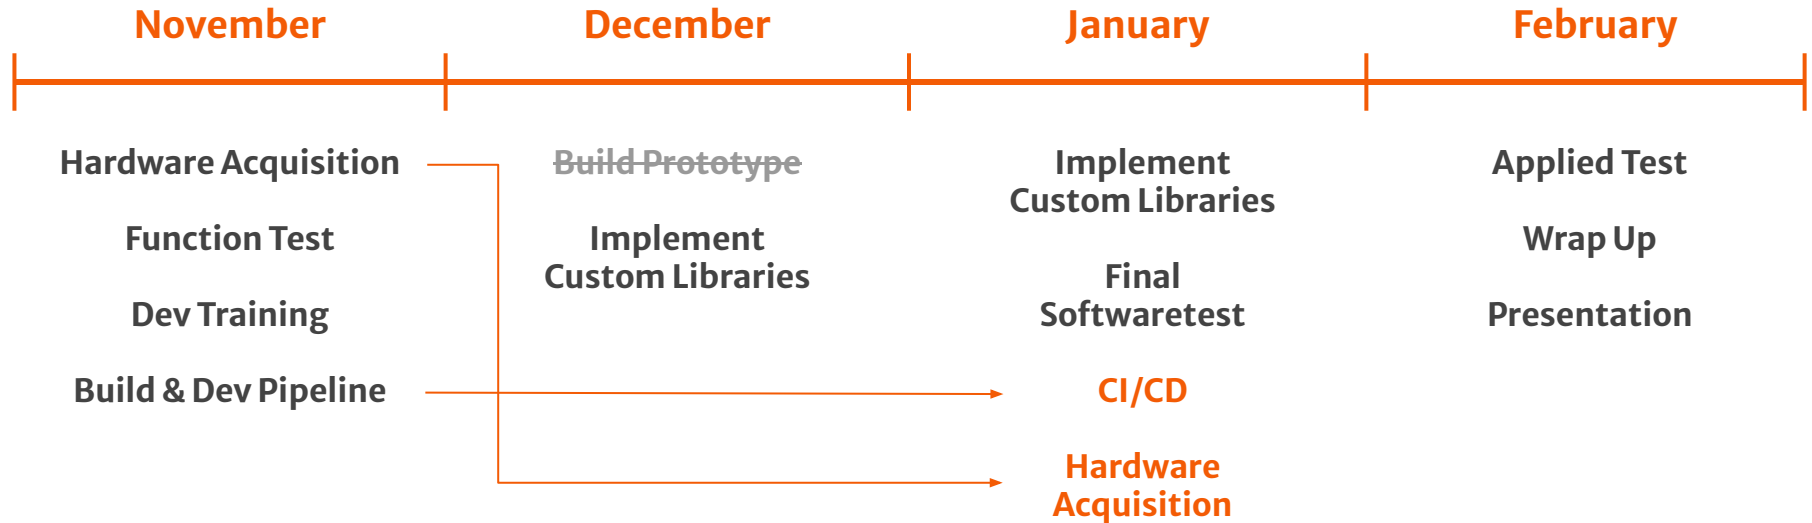 November
December
January
February
Hardware Acquisition
Function Test
Dev Training
Build & Dev Pipeline
Build Prototype
Implement
Custom Libraries
Implement
Custom Libraries
Final
Softwaretest
CI/CD
Hardware
Acquisition
Applied Test
Wrap Up
Presentation